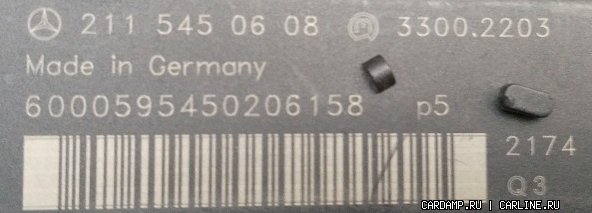 211 545 06 08 3300.2203
Made in Germany
6000595450206158 p5
2174
Q3
CARDAMP.RU | CARLINE.RU